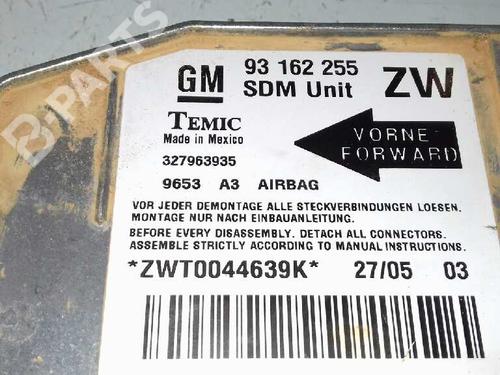 GM 93 162 255 ZW
SDM Unit
TEMIC
Made in Mexico
VORNE
FORWARD
327963935
9653 A3 AIRBAG
VOR JEDER DEMONTAGE ALLE STECKVERBINDUNGEN LOESEN.
MONTAGE NUR NACH EINBAUANLEITUNG.
BEFORE EVERY DISASSEMBLY. DETACH ALL CONNECTORS.
ASSEMBLE STRICTLY ACCORDING TO MANUAL INSTRUCTIONS.
*ZWT0044639K* 27/05 03
B-PARTS